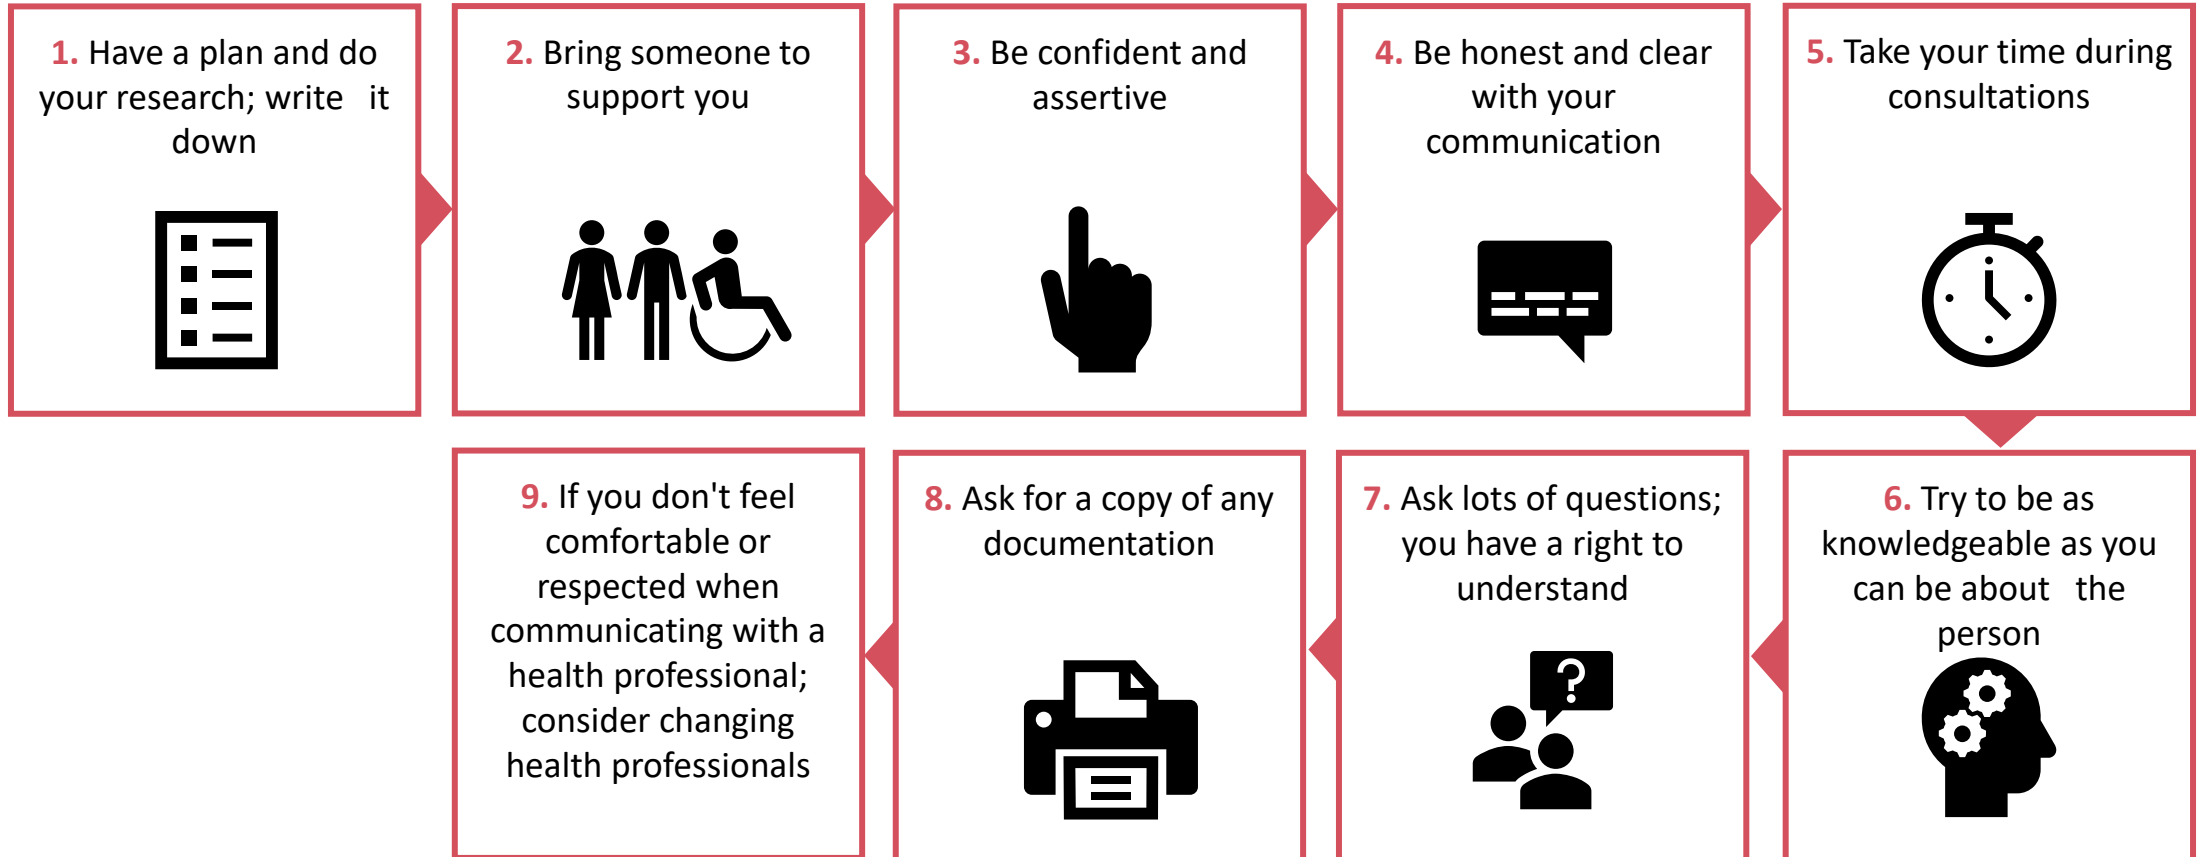 1. Have a plan and do
your research; write   it
down
2. Bring someone to
support you
3. Be confident and
assertive
4. Be honest and clear
with your
communication
5. Take your time during
consultations
6. Try to be as
knowledgeable as you
can be about   the
person
7. Ask lots of questions;
you have a right to
understand
?
8. Ask for a copy of any
documentation
9. If you don't feel
comfortable or
respected when
communicating with a
health professional;
consider changing
health professionals